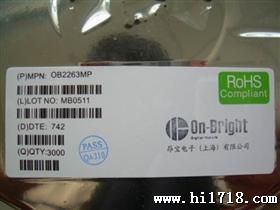 (P)MPN: OB2263MP
(L)LOT NO: MB0511
(D)DTE: 742
(Q)QTY:3000
PASS
QA310
On-Bright
昂宝电子(上海)有限公司
RoHS
Compliant
www.hi1718.com